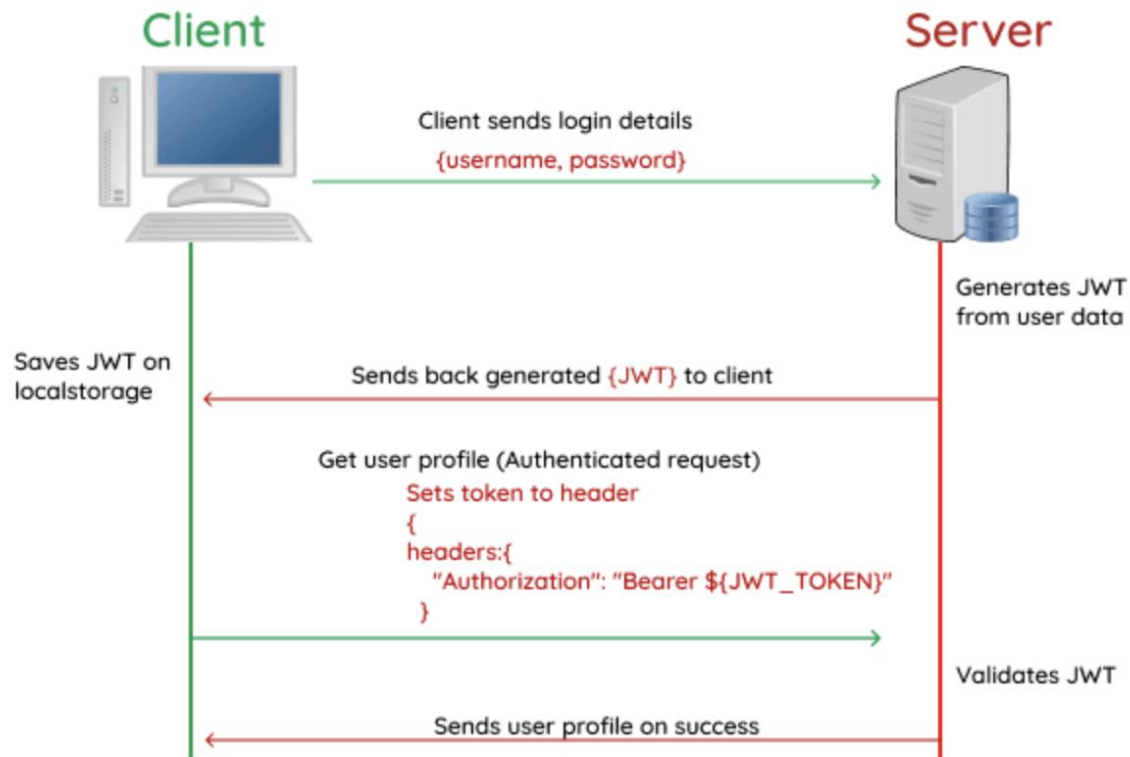 Client
Server
Client sends login details
{username, password}
Generates JWT
from user data
Saves JWT on
localstorage
Sends back generated {JWT} to client
Get user profile (Authenticated request)
Sets token to header
{
headers:{
"Authorization": "Bearer ${JWT_TOKEN}"
}
Validates JWT
Sends user profile on success